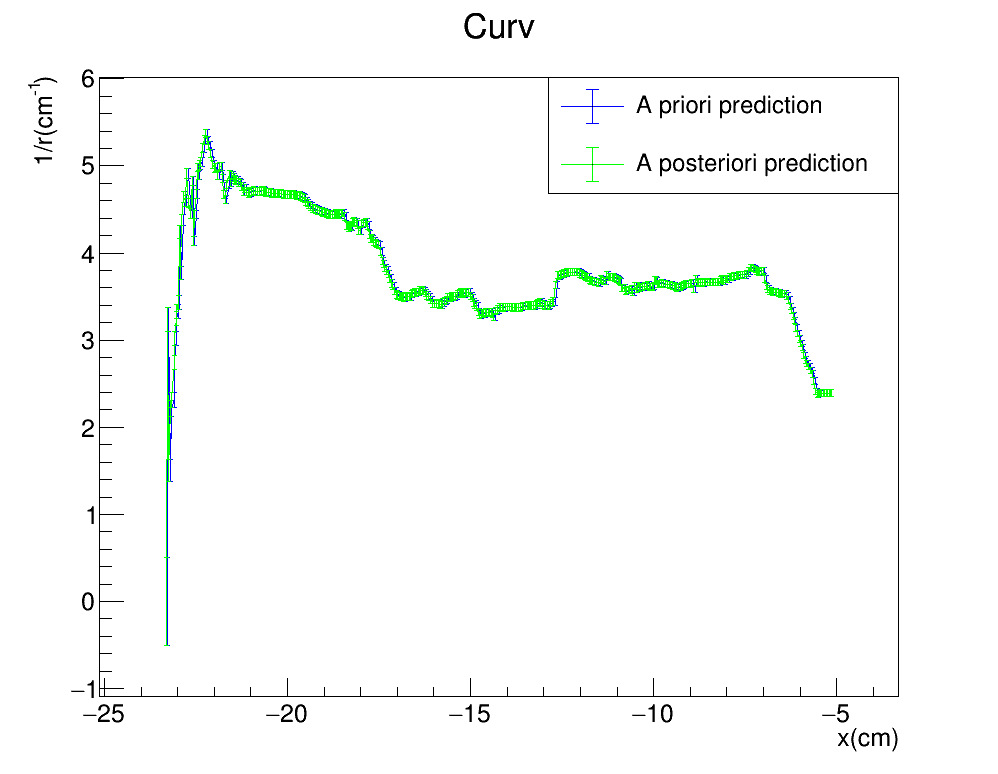 Curv
1/r(cm-1)
A priori prediction
A posteriori prediction
6
5
4
3
2
1
0
−1
−25 −20 −15 −10 −5
x(cm)